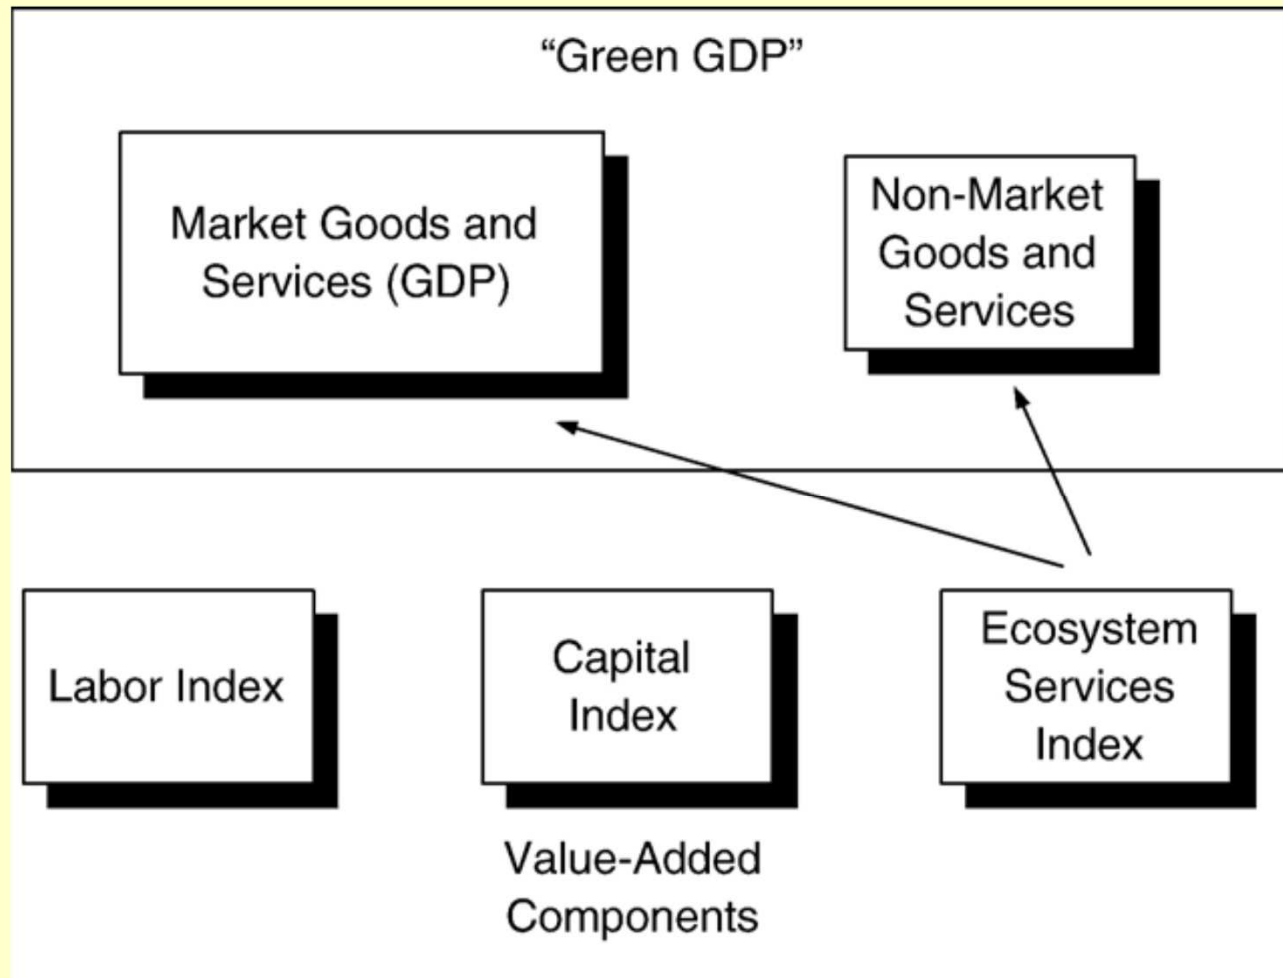 “Green GDP”
Market Goods and
Services (GDP)
Non-Market
Goods and
Services
Labor Index
Capital
Index
Ecosystem
Services
Index
Value-Added
Components